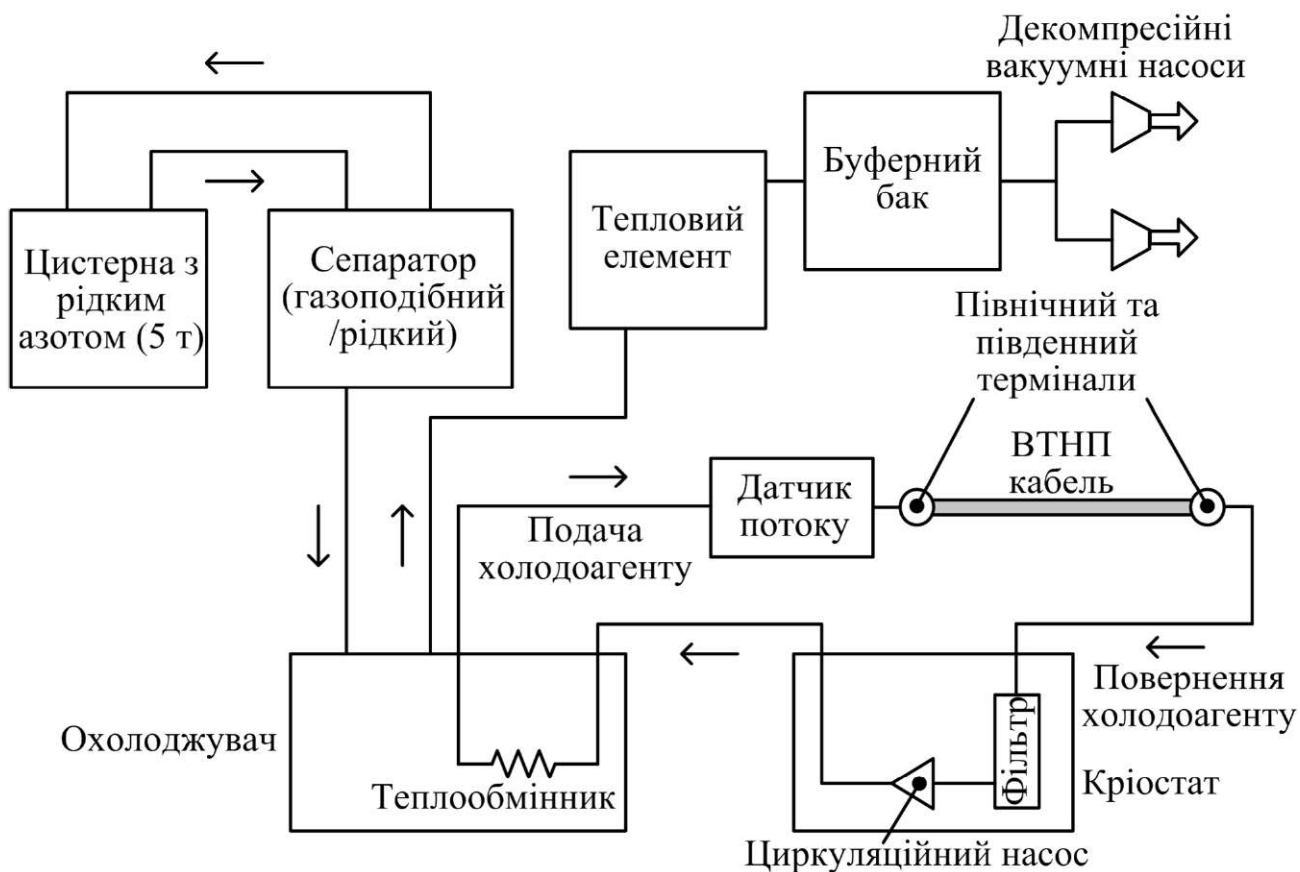 Декомпресійні
вакуумні насоси
Буферний
бак
Тепловий
елемент
Цистерна з
рідким
азотом (5 т)
Сепаратор
(газоподібний
/рідкий)
Північний та
південний
термінали
ВТНП
кабель
Датчик
потоку
Подача
холодоагенту
Повернення
холодоагенту
Охолоджувач
Теплообмінник
Фільтр
Кріостат
Циркуляційний насос